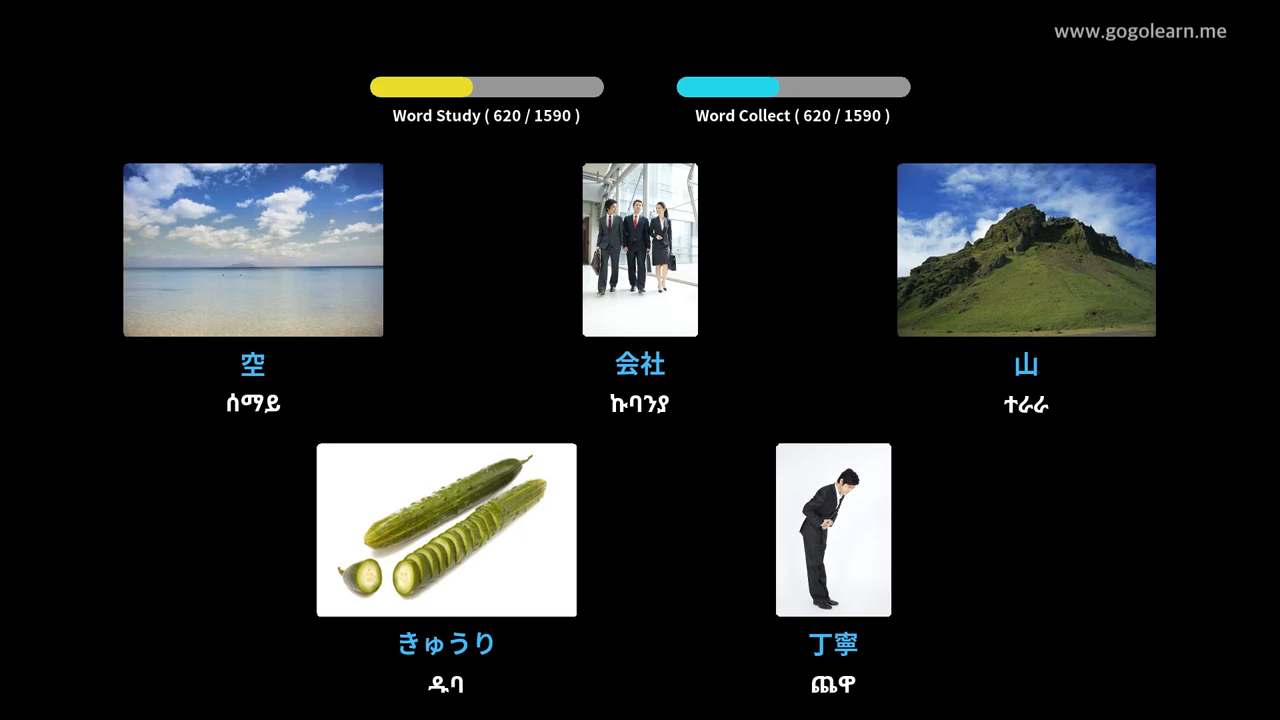 www.gogolearn.me
Word Study ( 620 / 1590 )
Word Collect ( 620 / 1590 )
空
ሰማይ
会社
ኩባንያ
山
ተራራ
きゅうり
ዱባ
丁寧
ጨዋ